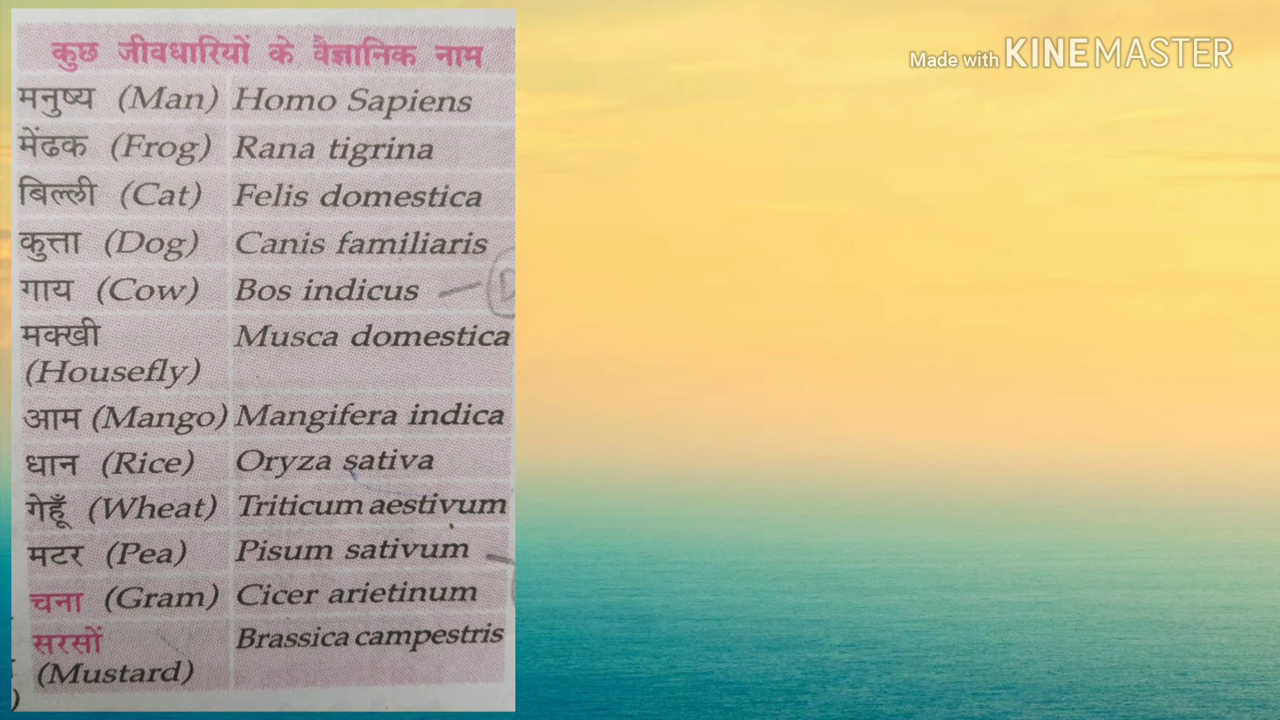 कुछ जीवधारियों के वैज्ञानिक नाम
मनुष्य (Man) Homo Sapiens
मेंढक (Frog) Rana tigrina
बिल्ली (Cat) Felis domestica
कुत्ता (Dog) Canis familiaris
गाय (Cow) Bos indicus
मक्खी Musca domestica
(Housefly)
आम (Mango) Mangifera indica
धान (Rice) Oryza sativa
गेहूँ (Wheat) Triticum aestivum
मटर (Pea) Pisum sativum
चना (Gram) Cicer arietinum
सरसों Brassica campestris
(Mustard)
Made with KINEMASTER